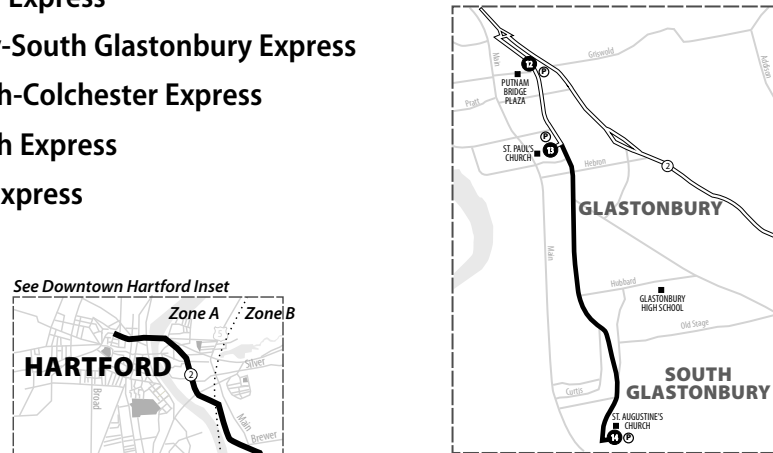 Express
-South Glastonbury Express
h-Colchester Express
h Express
xpress
See Downtown Hartford Inset
Zone A
Zone B
5
HARTFORD
2
Silver
Broad
Main
Brewer
Main
Griswold
Addison
12
P
PUTNAM
BRIDGE
PLAZA
Pratt
P
ST. PAUL'S
CHURCH
13
Hebron
2
GLASTONBURY
Main
Hubbard
GLASTONBURY
HIGH SCHOOL
Old Stage
SOUTH
GLASTONBURY
Curtis
ST. AUGUSTINE'S
CHURCH
14
P